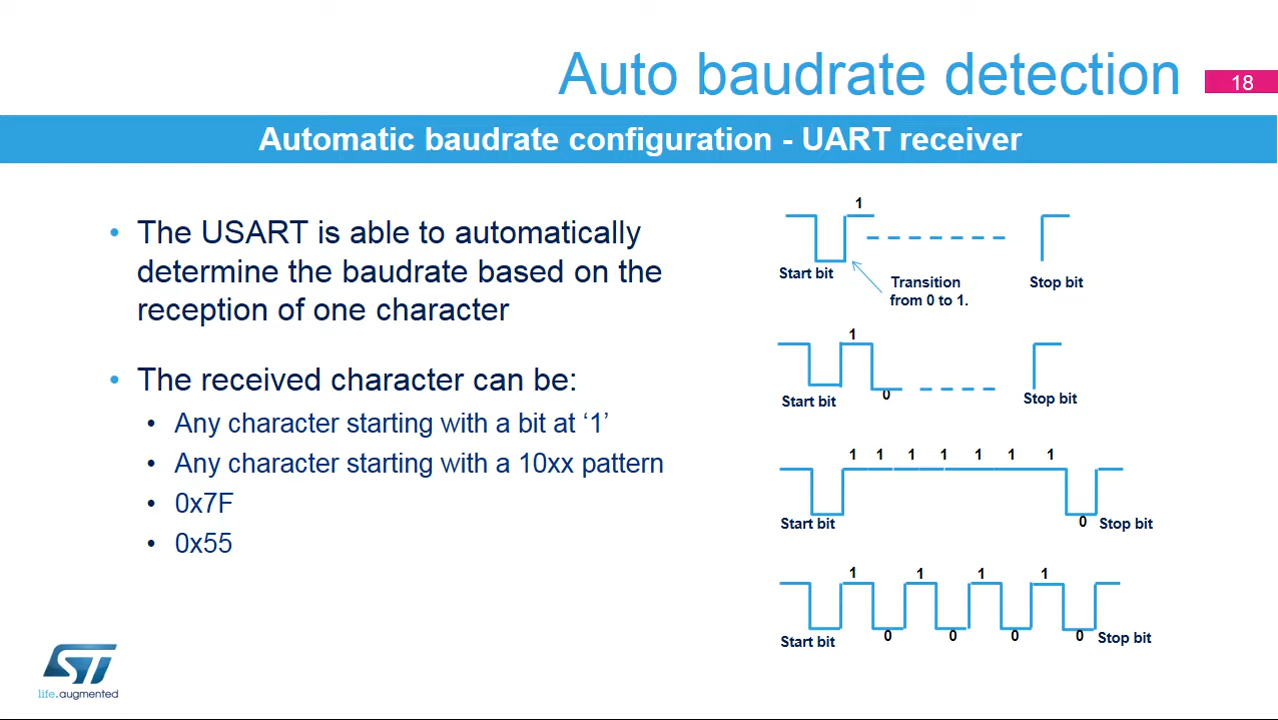 Auto baudrate detection
18
Automatic baudrate configuration - UART receiver
• The USART is able to automatically
determine the baudrate based on the
reception of one character
• The received character can be:
• Any character starting with a bit at ‘1’
• Any character starting with a 10xx pattern
• 0x7F
• 0x55
1
Start bit
Transition
from 0 to 1.
Stop bit
1
Start bit
0
Stop bit
1 1 1 1 1 1 1
Start bit
0 Stop bit
1 1 1 1
Start bit
0 0 0 0 Stop bit
ST
life.augmented